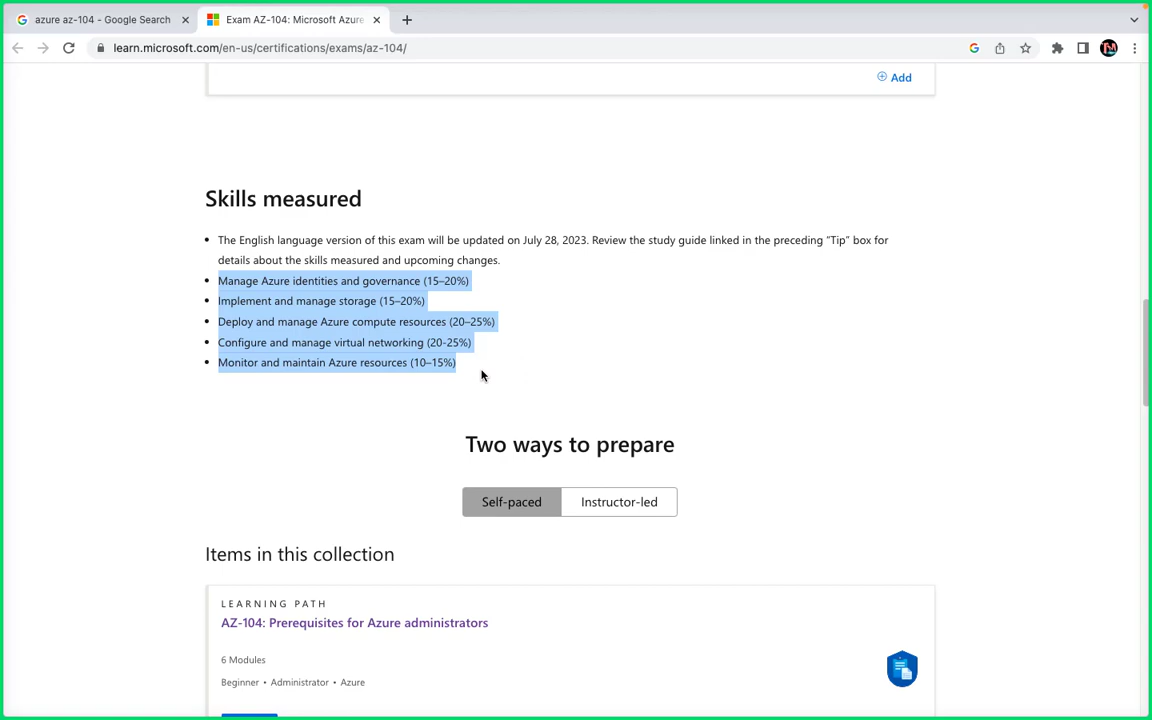 azure az-104 - Google Search
Exam AZ-104: Microsoft Azure
learn.microsoft.com/en-us/certifications/exams/az-104/
Add
Skills measured
• The English language version of this exam will be updated on July 28, 2023. Review the study guide linked in the preceding “Tip” box for
details about the skills measured and upcoming changes.
• Manage Azure identities and governance (15–20%)
• Implement and manage storage (15–20%)
• Deploy and manage Azure compute resources (20–25%)
• Configure and manage virtual networking (20-25%)
• Monitor and maintain Azure resources (10–15%)
Two ways to prepare
Self-paced
Instructor-led
Items in this collection
LEARNING PATH
AZ-104: Prerequisites for Azure administrators
6 Modules
Beginner • Administrator • Azure